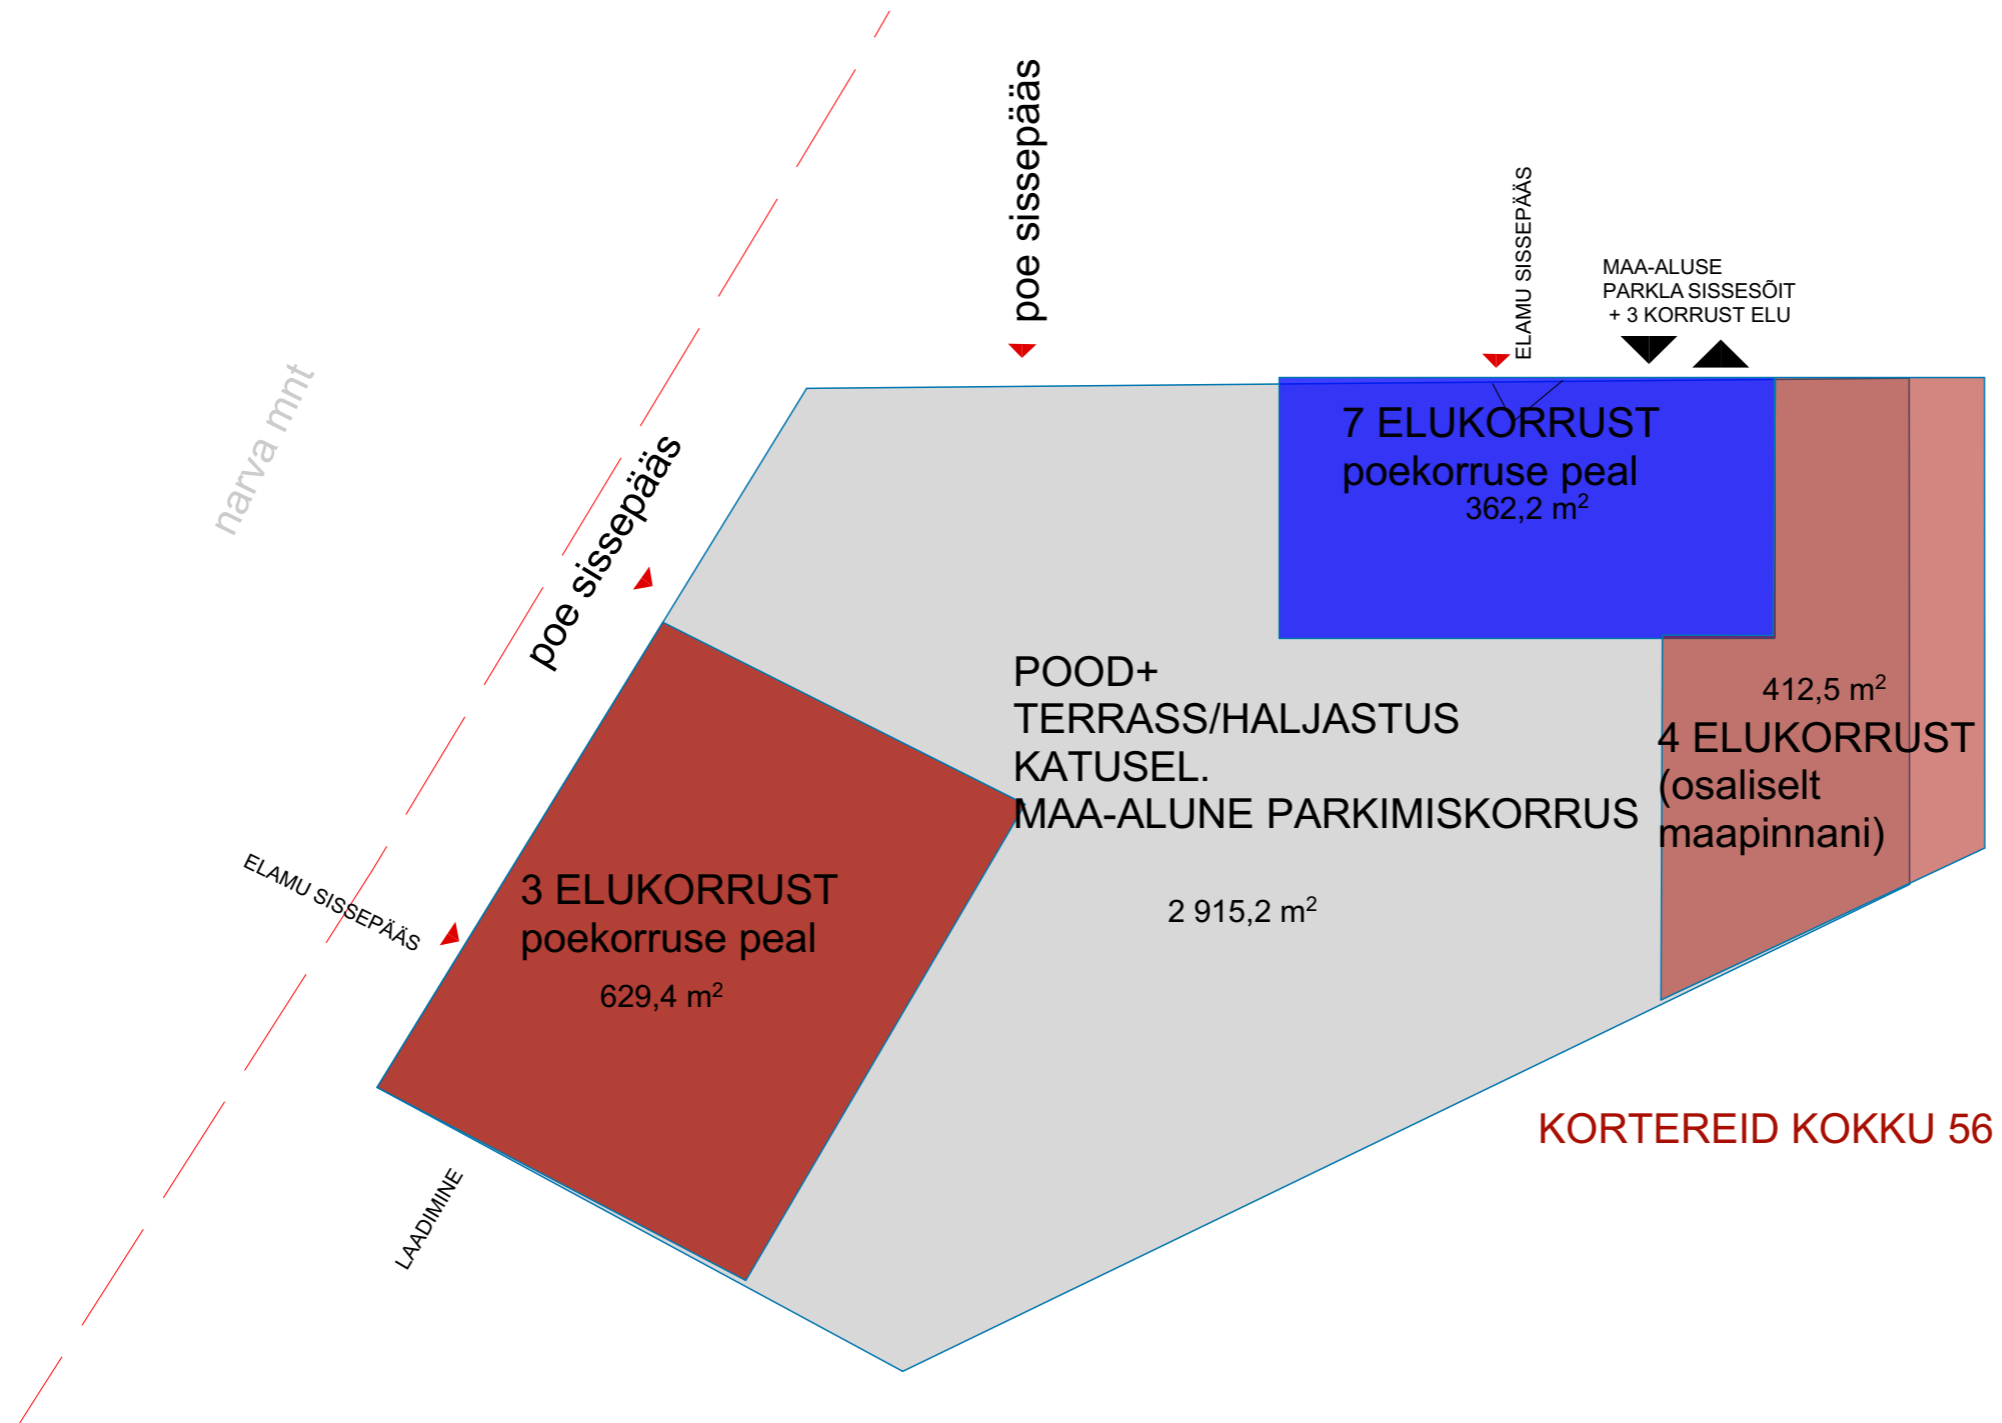 poe sissepääs
ELAMU SISSEPÄÄS
MAA-ALUSE
PARKLA SISSESÕIT
+ 3 KORRUST ELU
narva mnt
poe sissepääs
7 ELUKORRUST
poekorruse peal
362,2 m²
POOD+
TERRASS/HALJASTUS
KATUSEL.
MAA-ALUNE PARKIMISKORRUS
2 915,2 m²
412,5 m²
4 ELUKORRUST
(osaliselt
maapinnani)
ELAMU SISSEPÄÄS
3 ELUKORRUST
poekorruse peal
629,4 m²
LAADIMINE
KORTEREID KOKKU 56